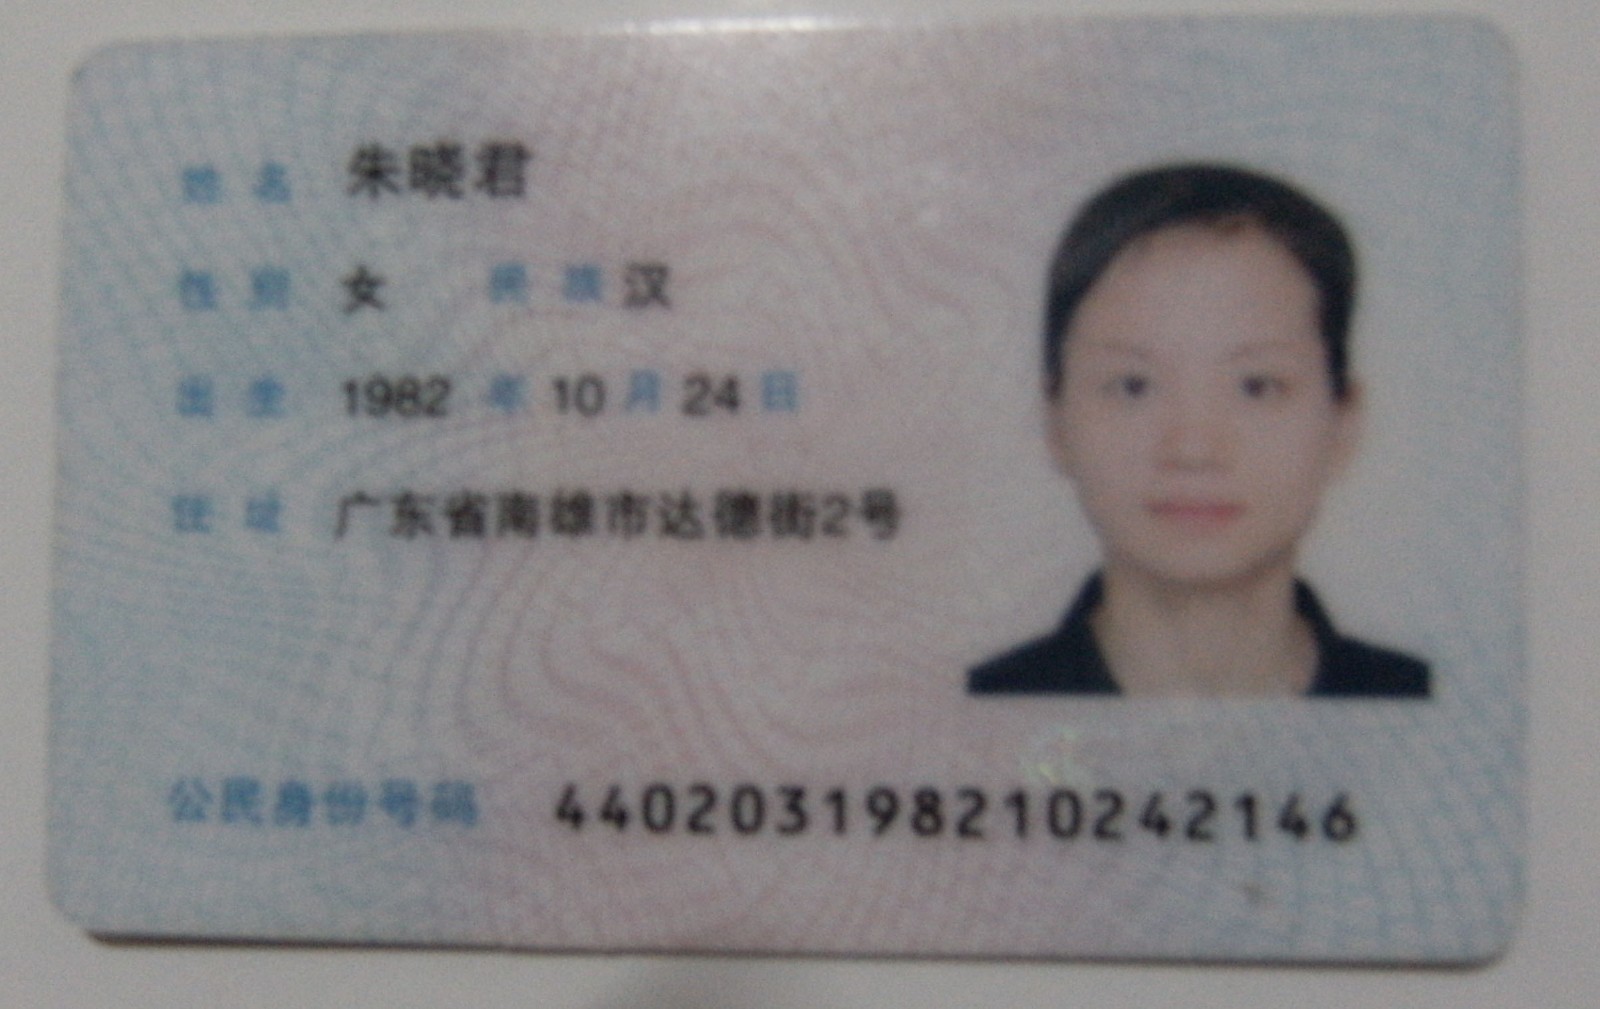 姓名 朱晓君
性别 女 民族 汉
出生 1982 年 10 月 24 日
住址 广东省南雄市达德街2号
公民身份号码 440203198210242146